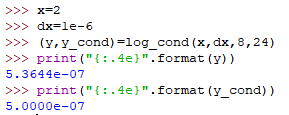 >>> x=2
>>> dx=1e-6
>>> (y,y_cond)=log_cond(x,dx,8,24)
>>> print("{:.4e}".format(y))
5.3644e-07
>>> print("{:.4e}".format(y_cond))
5.0000e-07